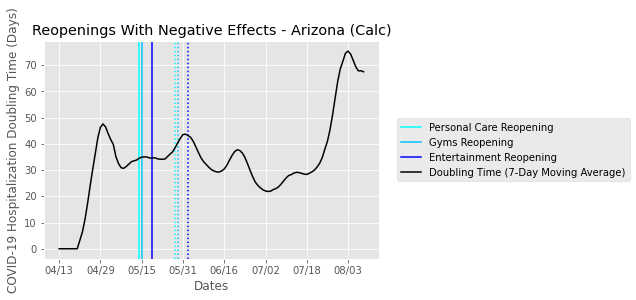 Reopenings With Negative Effects - Arizona (Calc)
COVID-19 Hospitalization Doubling Time (Days)
70
60
50
40
30
20
10
0
04/13 04/29 05/15 05/31 06/16 07/02 07/18 08/03
Dates
Personal Care Reopening
Gyms Reopening
Entertainment Reopening
Doubling Time (7-Day Moving Average)